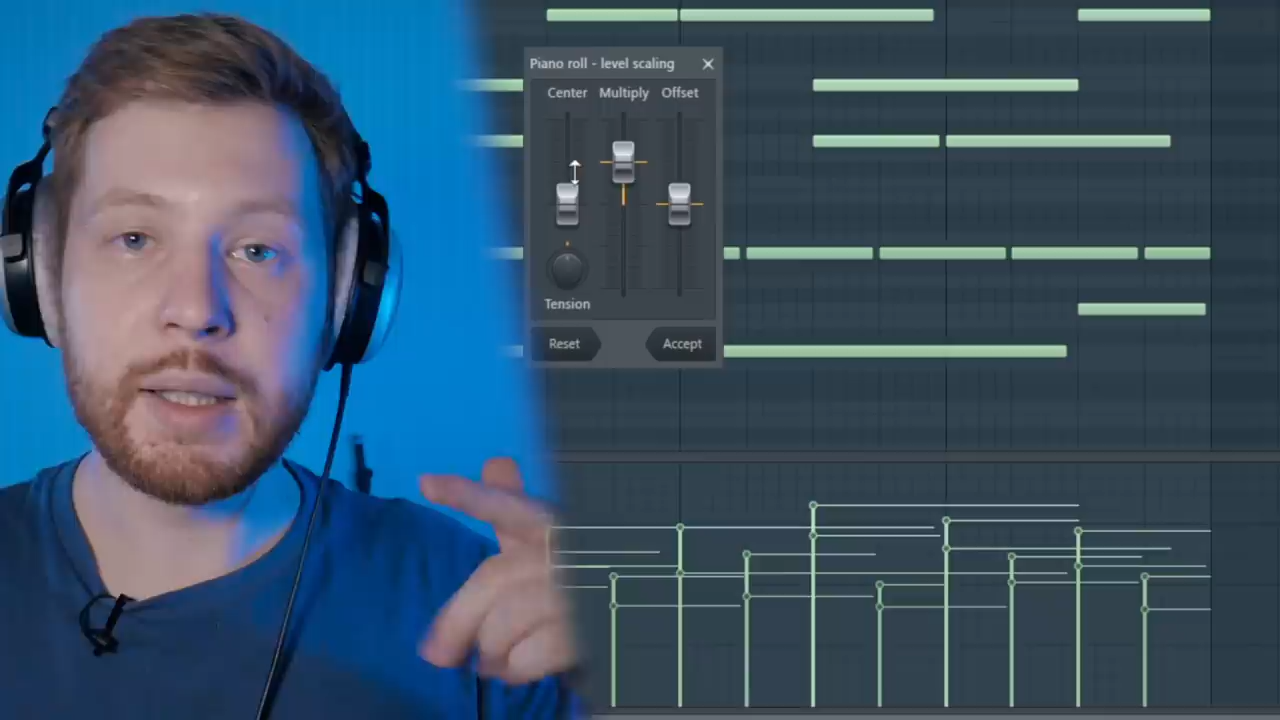 Piano roll - level scaling
Center Multiply Offset
Tension
Reset Accept